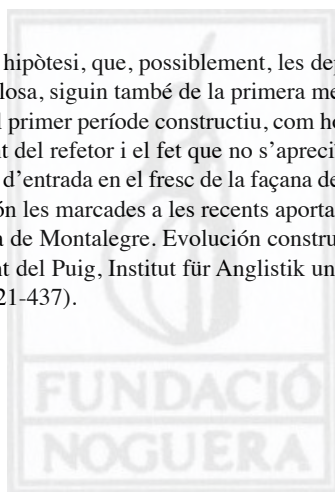 hipòtesi, que, possiblement, les de
losa, siguin també de la primera me
l primer període constructiu, com h
t del refetor i el fet que no s'apreci
d'entrada en el fresc de la façana de
ón les marcades a les recents aporta
a de Montalegre. Evolución constru
t del Puig, Institut für Anglistik un
21-437).
FUNDACIÓ
NOGUERA